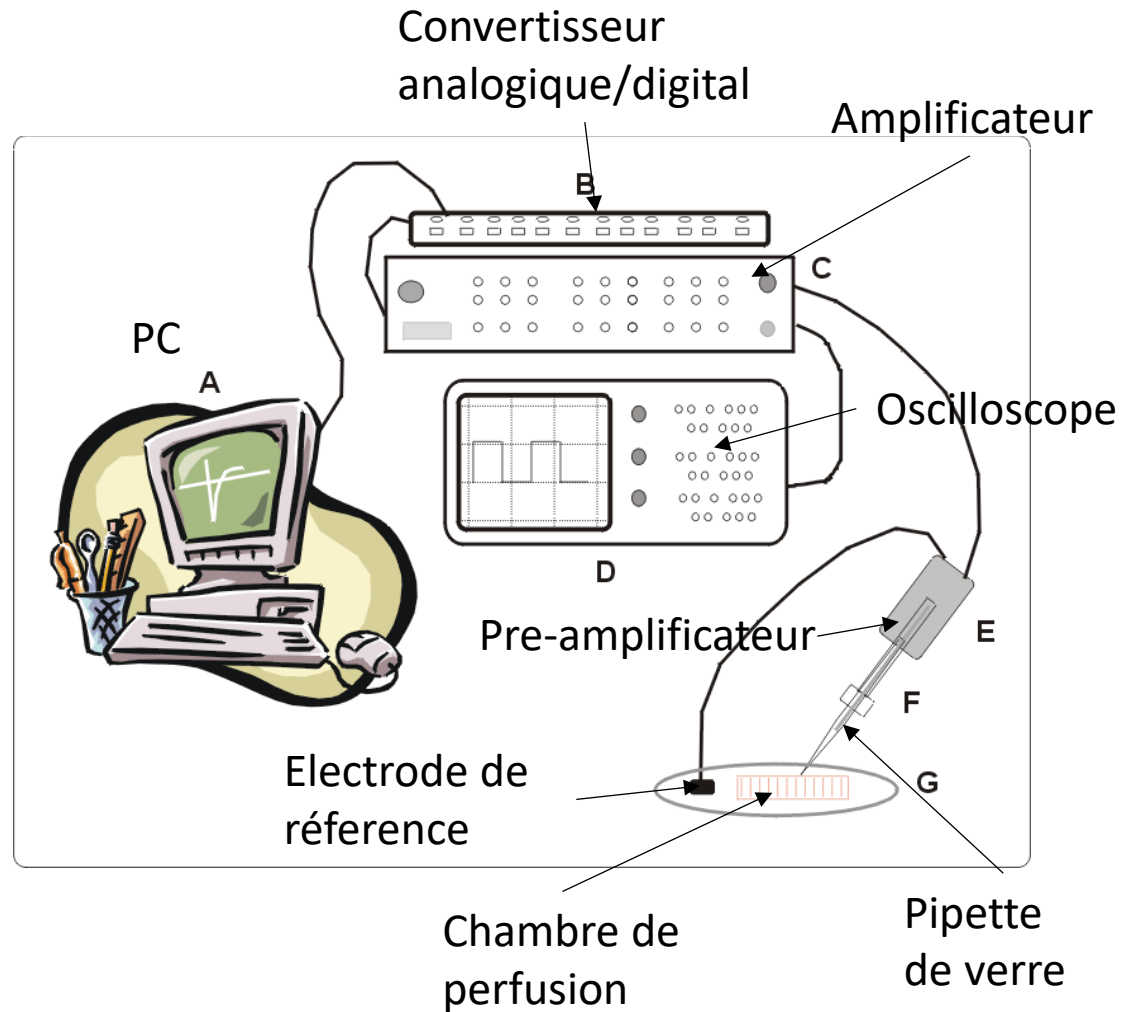 Convertisseur
analogique/digital
Amplificateur
B
C
PC
A
Oscilloscope
D
Pre-amplificateur
E
F
Electrode de
réference
G
Chambre de
perfusion
Pipette
de verre